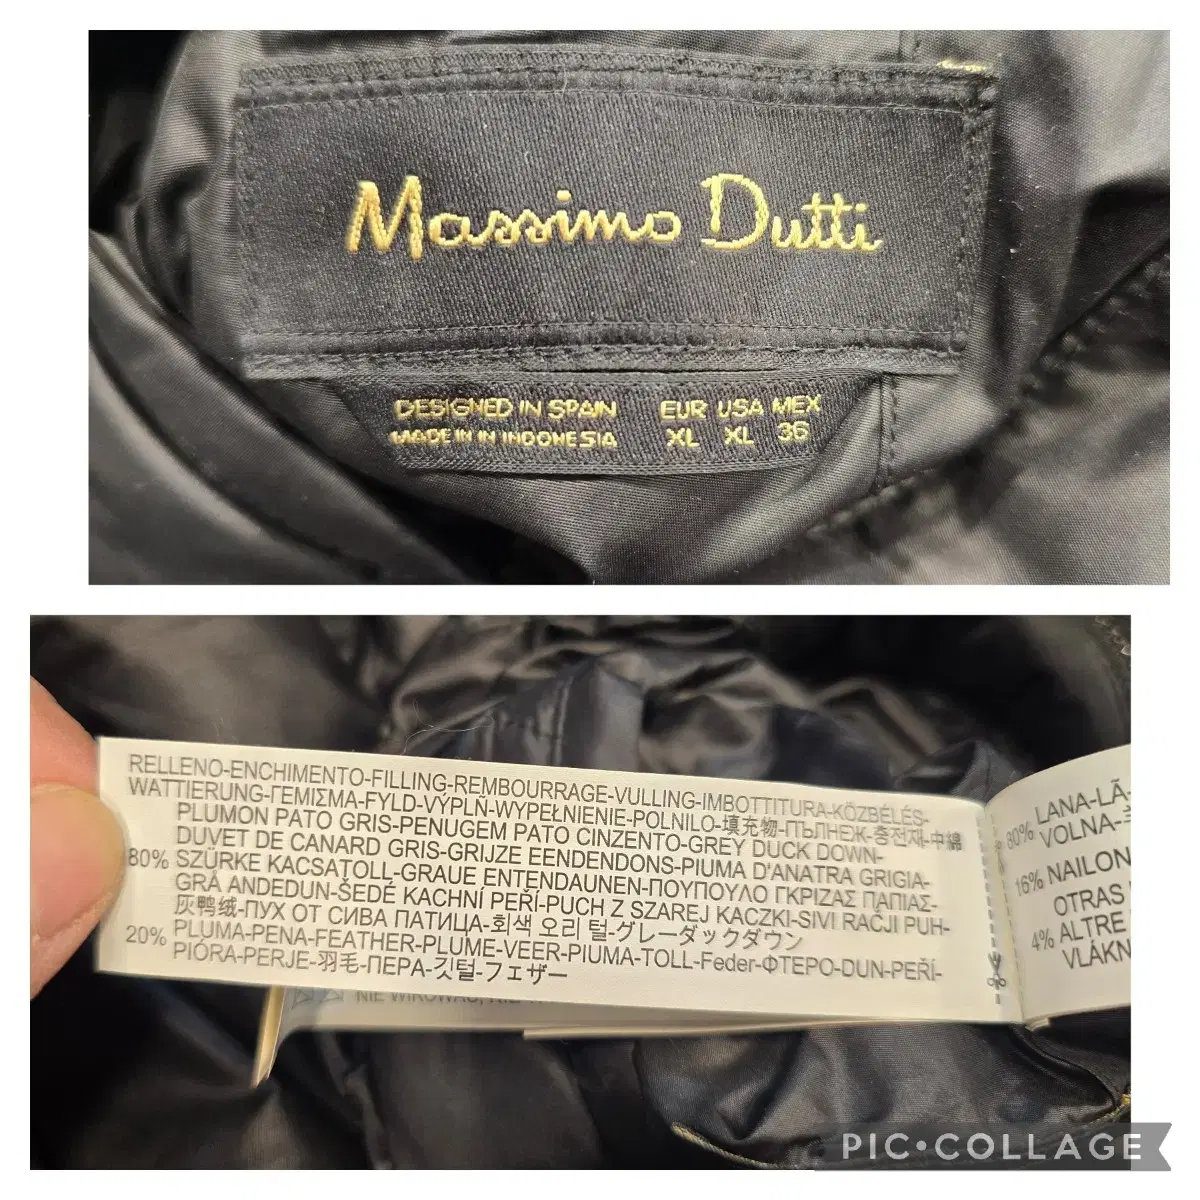 Massimo Dutti
DESIGNED IN SPAIN
MADE IN IN INDONESIA
EUR USA MEX
XL XL 36
RELLENO-ENCHIMENTO-FILLING-REMBOURRAGE-VULLING-IMBOTTITURA-KÖZBÉLÉS-
WATTIERUNG-ΓΕΜΙΣΜΑ-FYLD-VÝPLŇ-WYPEŁNIENIE-POLNILO-填充物-ПЪЛНЕЖ-충전재-中綿
PLUMON PATO GRIS-PENUGEM PATO CINZENTO-GREY DUCK DOWN-
DUVET DE CANARD GRIS-GRIJZE EENDENDONS-PIUMA D'ANATRA GRIGIA-
80% SZÜRKE KACSATOLL-GRAUE ENTENDAUNEN-ΠΟΥΠΟΥΛΟ ΓΚΡΙΖΑΣ ΠΑΠΙΑΣ-
GRÅ ANDEDUN-ŠEDÉ KACHNÍ PEŘÍ-PUCH Z SZAREJ KACZKI-SIVI RAČJI PUH-
灰鸭绒-ПУХ ОТ СИВА ПАТИЦА-회색 오리 털-グレーダックダウン
20% PLUMA-PENA-FEATHER-PLUME-VEER-PIUMA-TOLL-Feder-ΦΤΕΡΟ-DUN-PEŘÍ-
PIÓRA-PERJE-羽毛-ПЕРА-깃털-フェザー
80% LANA-LÃ-
VOLNA-
16% NAILON
OTRAS
4% ALTRE
VLÁKN
NIE WIROWAĆ,
PIC•COLLAGE